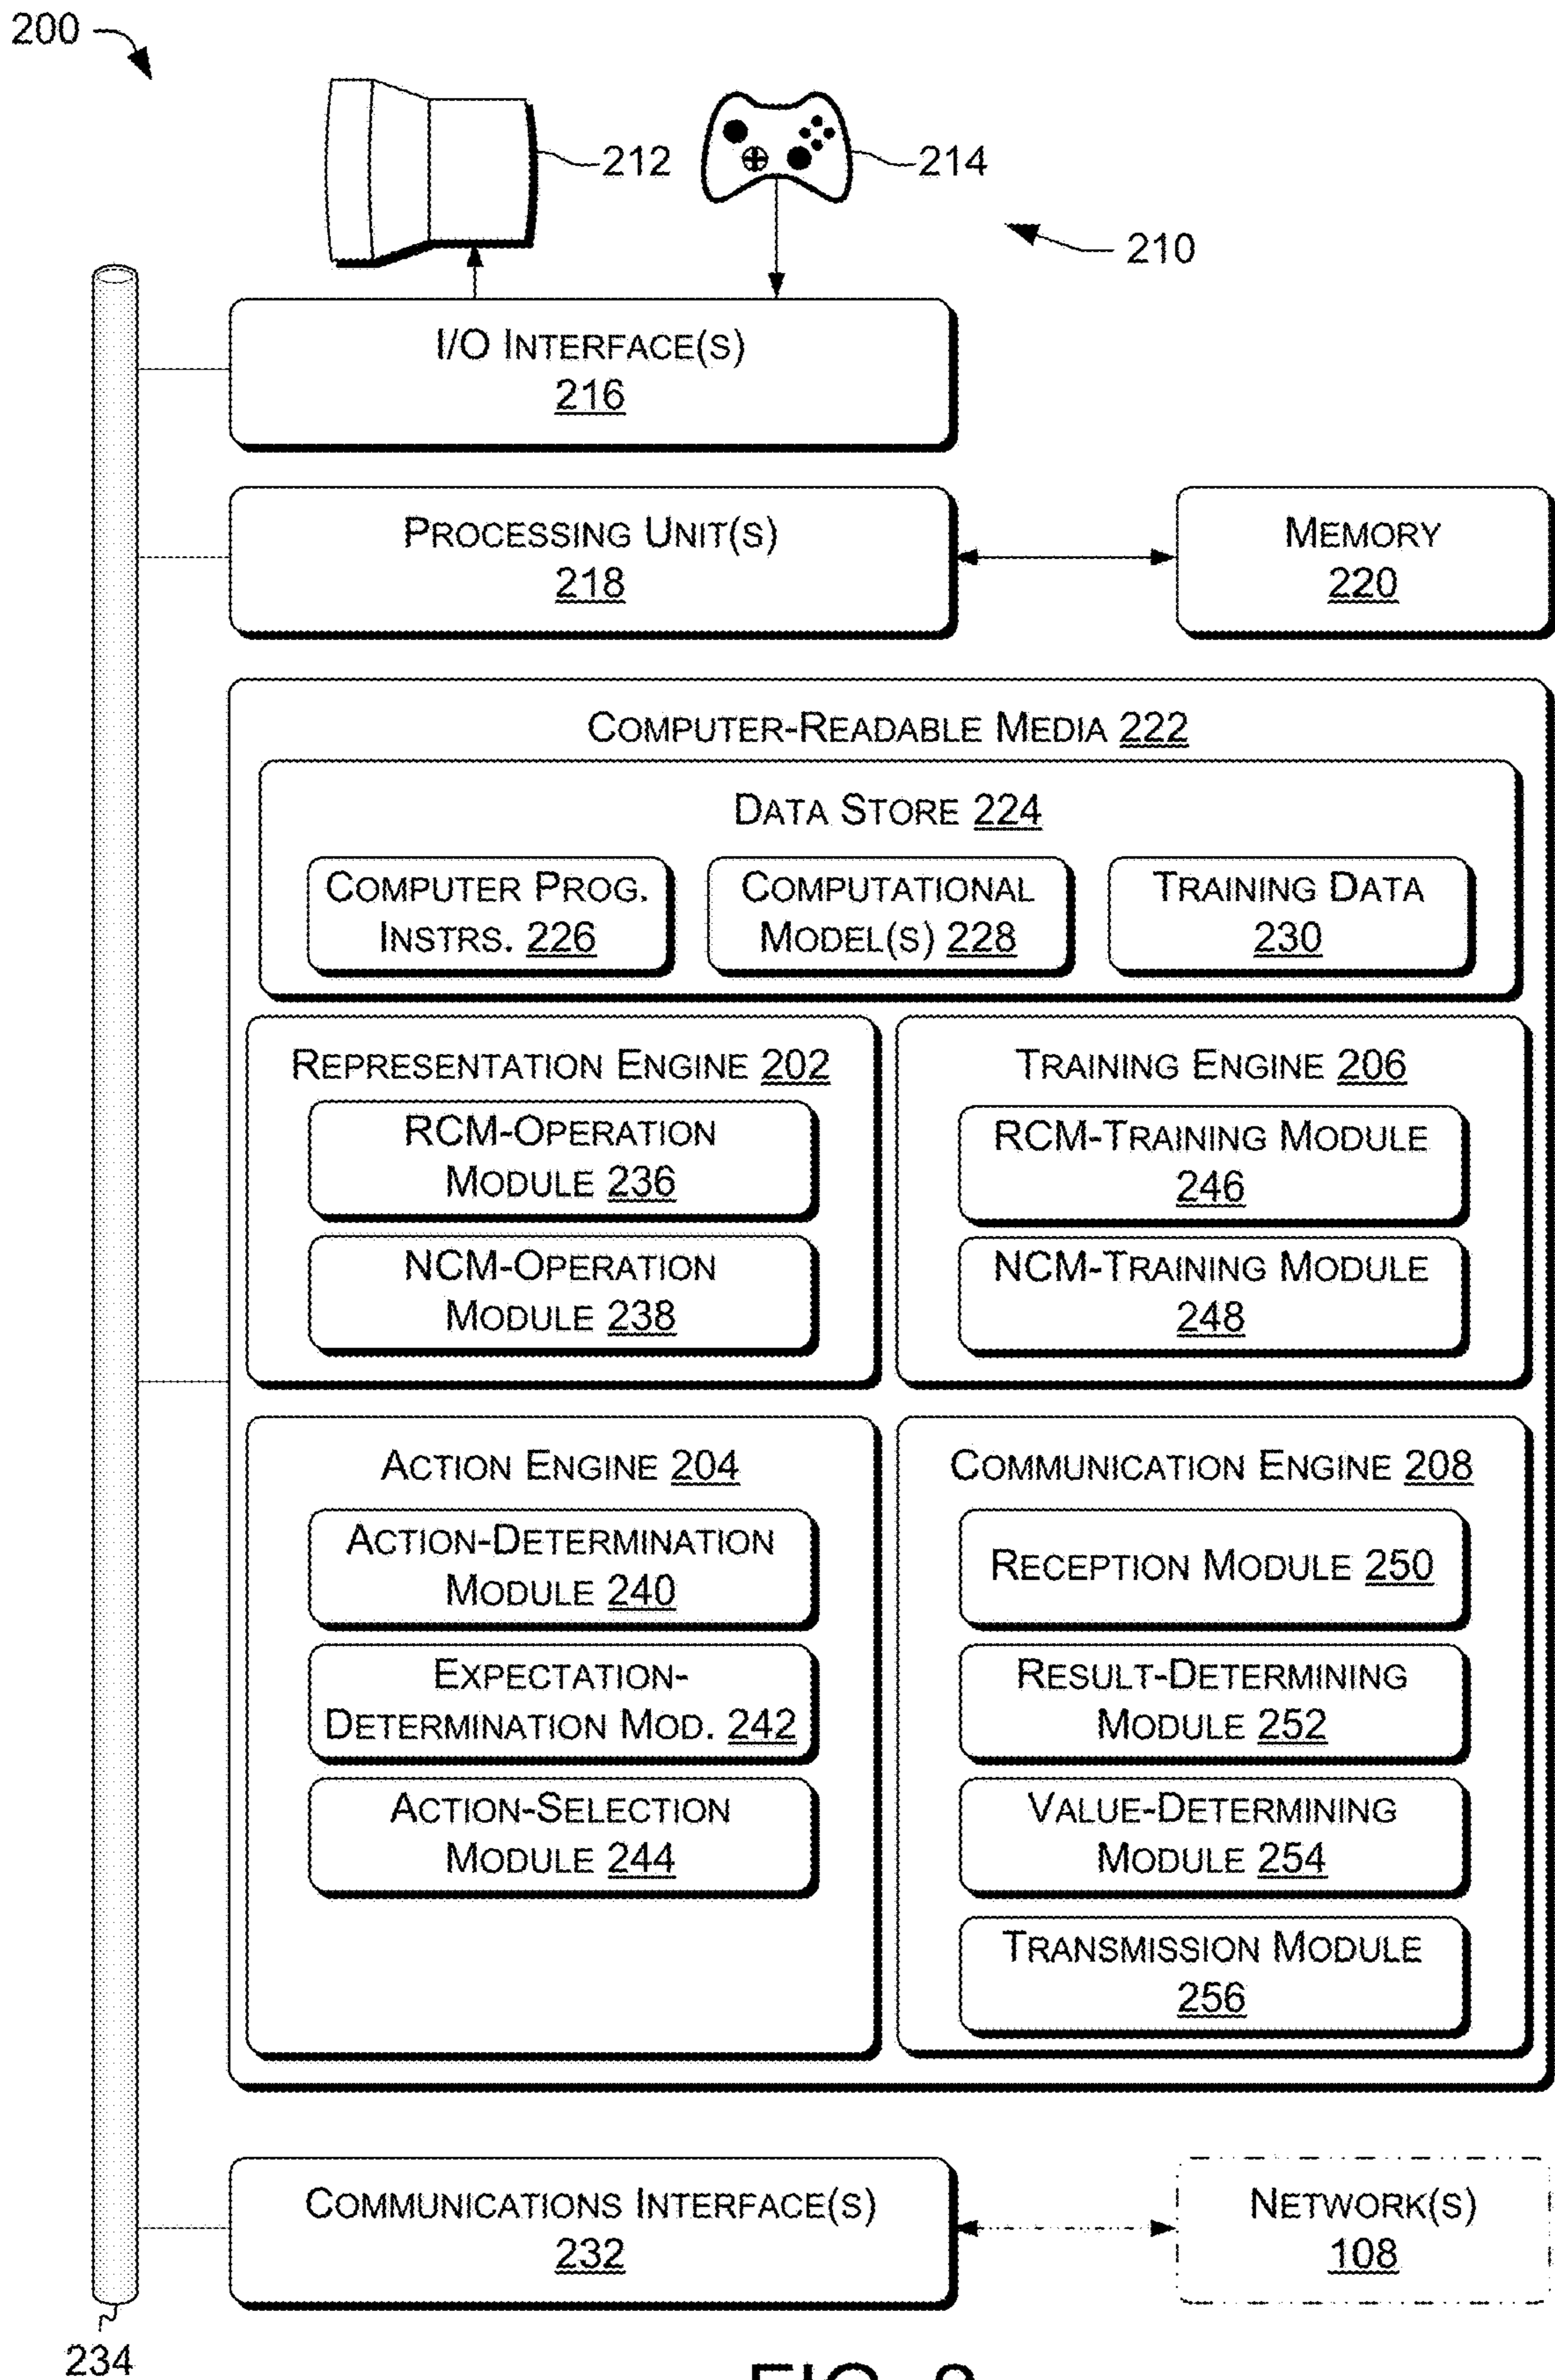 200
212
214
210
I/O INTERFACE(S)
216
PROCESSING UNIT(S)
218
MEMORY
220
COMPUTER-READABLE MEDIA 222
DATA STORE 224
COMPUTER PROG.
INSTRS. 226
COMPUTATIONAL
MODEL(S) 228
TRAINING DATA
230
REPRESENTATION ENGINE 202
RCM-OPERATION
MODULE 236
NCM-OPERATION
MODULE 238
TRAINING ENGINE 206
RCM-TRAINING MODULE
246
NCM-TRAINING MODULE
248
ACTION ENGINE 204
ACTION-DETERMINATION
MODULE 240
EXPECTATION-
DETERMINATION MOD. 242
ACTION-SELECTION
MODULE 244
COMMUNICATION ENGINE 208
RECEPTION MODULE 250
RESULT-DETERMINING
MODULE 252
VALUE-DETERMINING
MODULE 254
TRANSMISSION MODULE
256
COMMUNICATIONS INTERFACE(S)
232
NETWORK(S)
108
234
FIG.